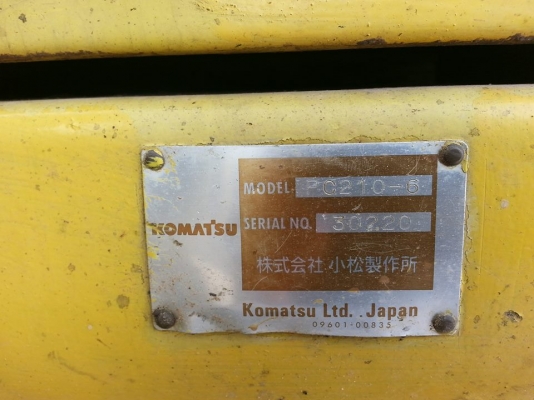 KOMATSU
MODEL PC210-6
SERIAL NO. 30220
株式会社 小松製作所
Komatsu Ltd. Japan
09601-00835